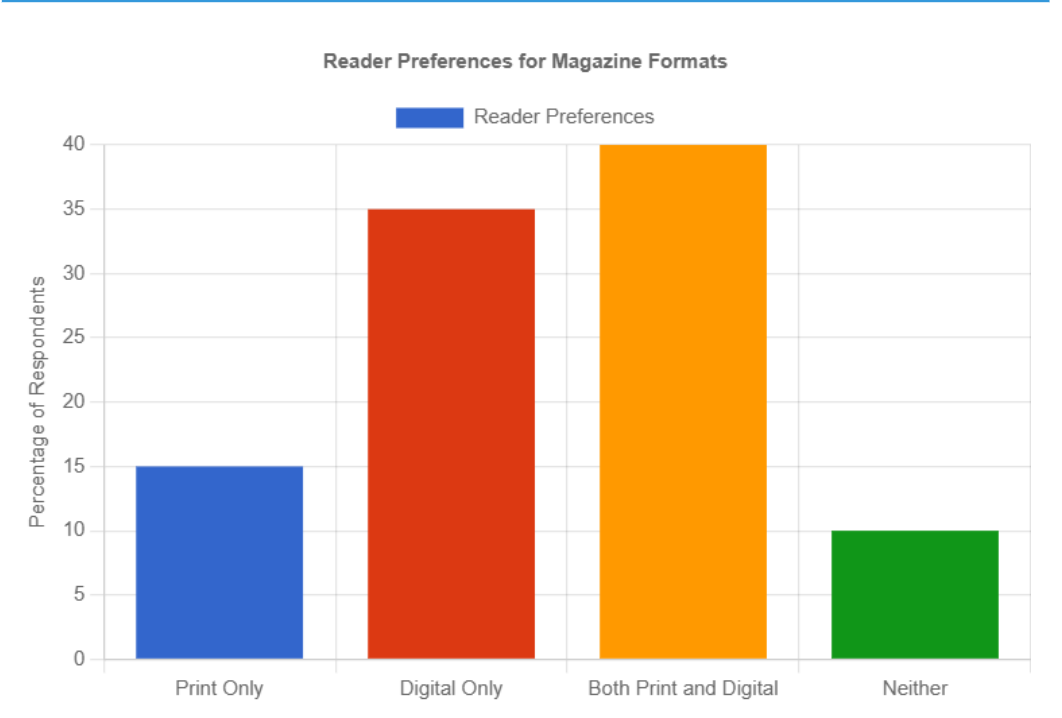 Reader Preferences for Magazine Formats
Reader Preferences
40
35
30
25
20
15
10
5
0
Percentage of Respondents
Print Only
Digital Only
Both Print and Digital
Neither